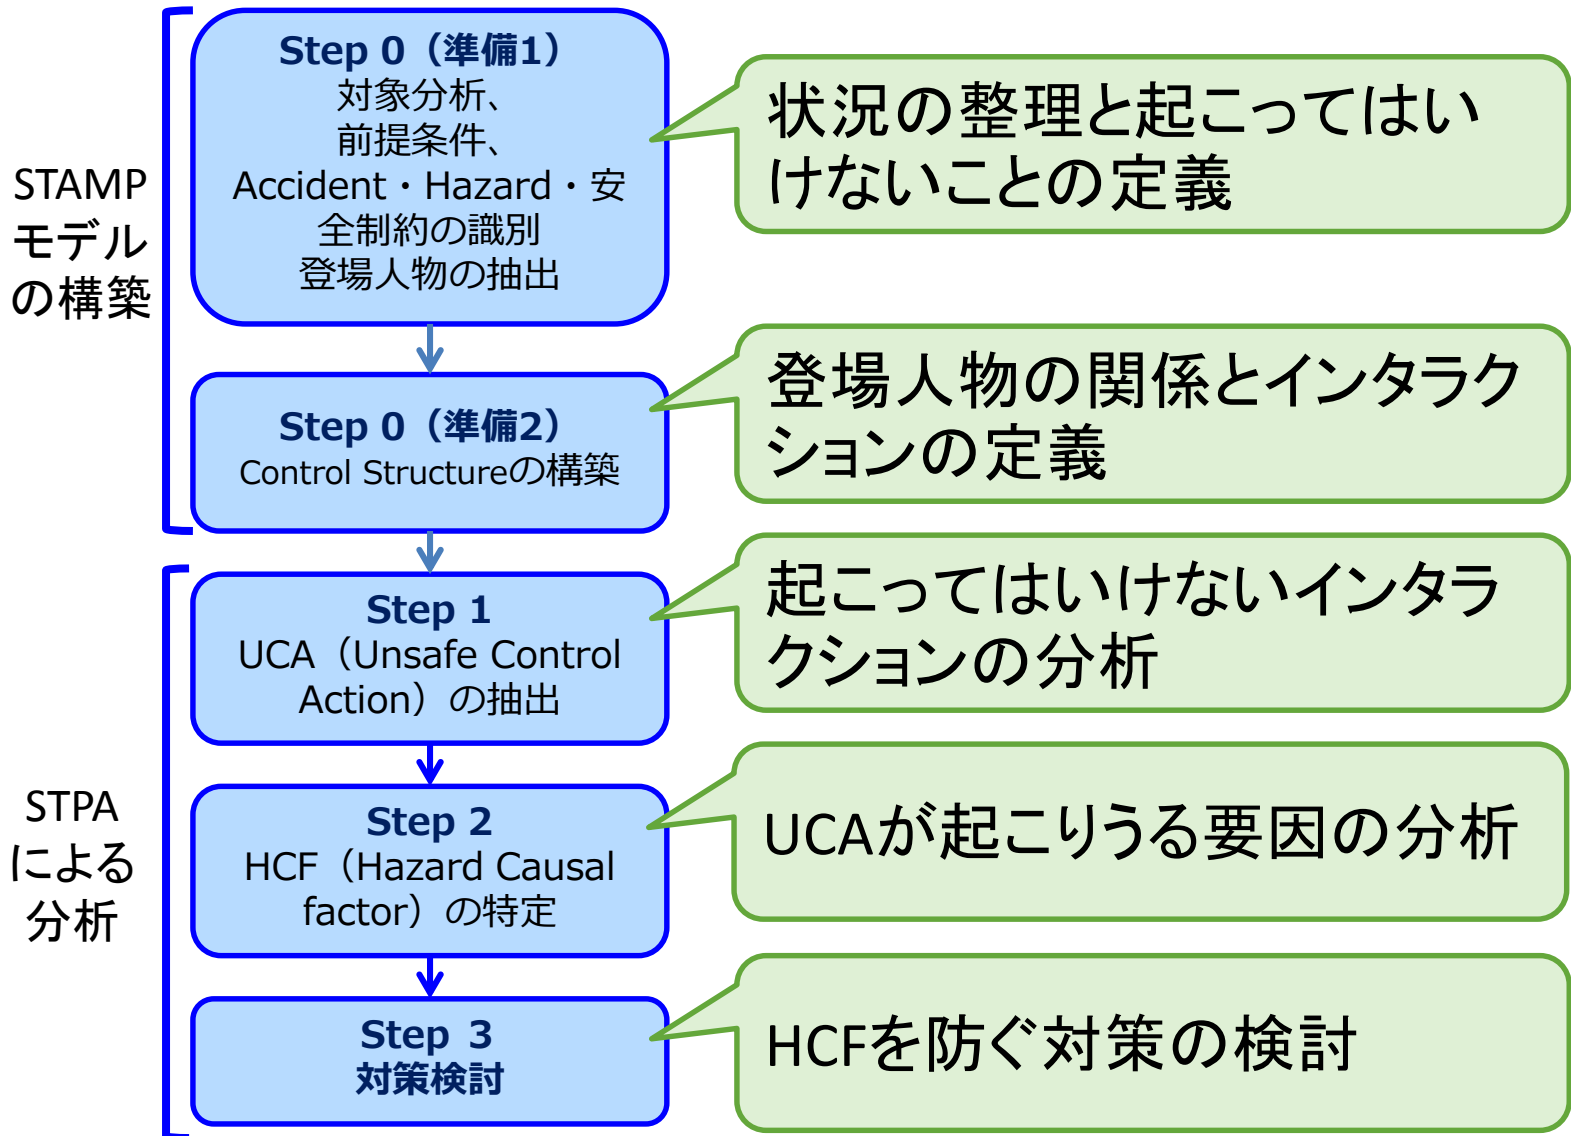 STAMP
モデル
の構築
Step 0（準備1）
対象分析、
前提条件、
Accident・Hazard・安
全制約の識別
登場人物の抽出
状況の整理と起こってはい
けないことの定義
Step 0（準備2）
Control Structureの構築
登場人物の関係とインタラク
ションの定義
STPA
による
分析
Step 1
UCA（Unsafe Control
Action）の抽出
起こってはいけないインタラ
クションの分析
Step 2
HCF（Hazard Causal
factor）の特定
UCAが起こりうる要因の分析
Step 3
対策検討
HCFを防ぐ対策の検討